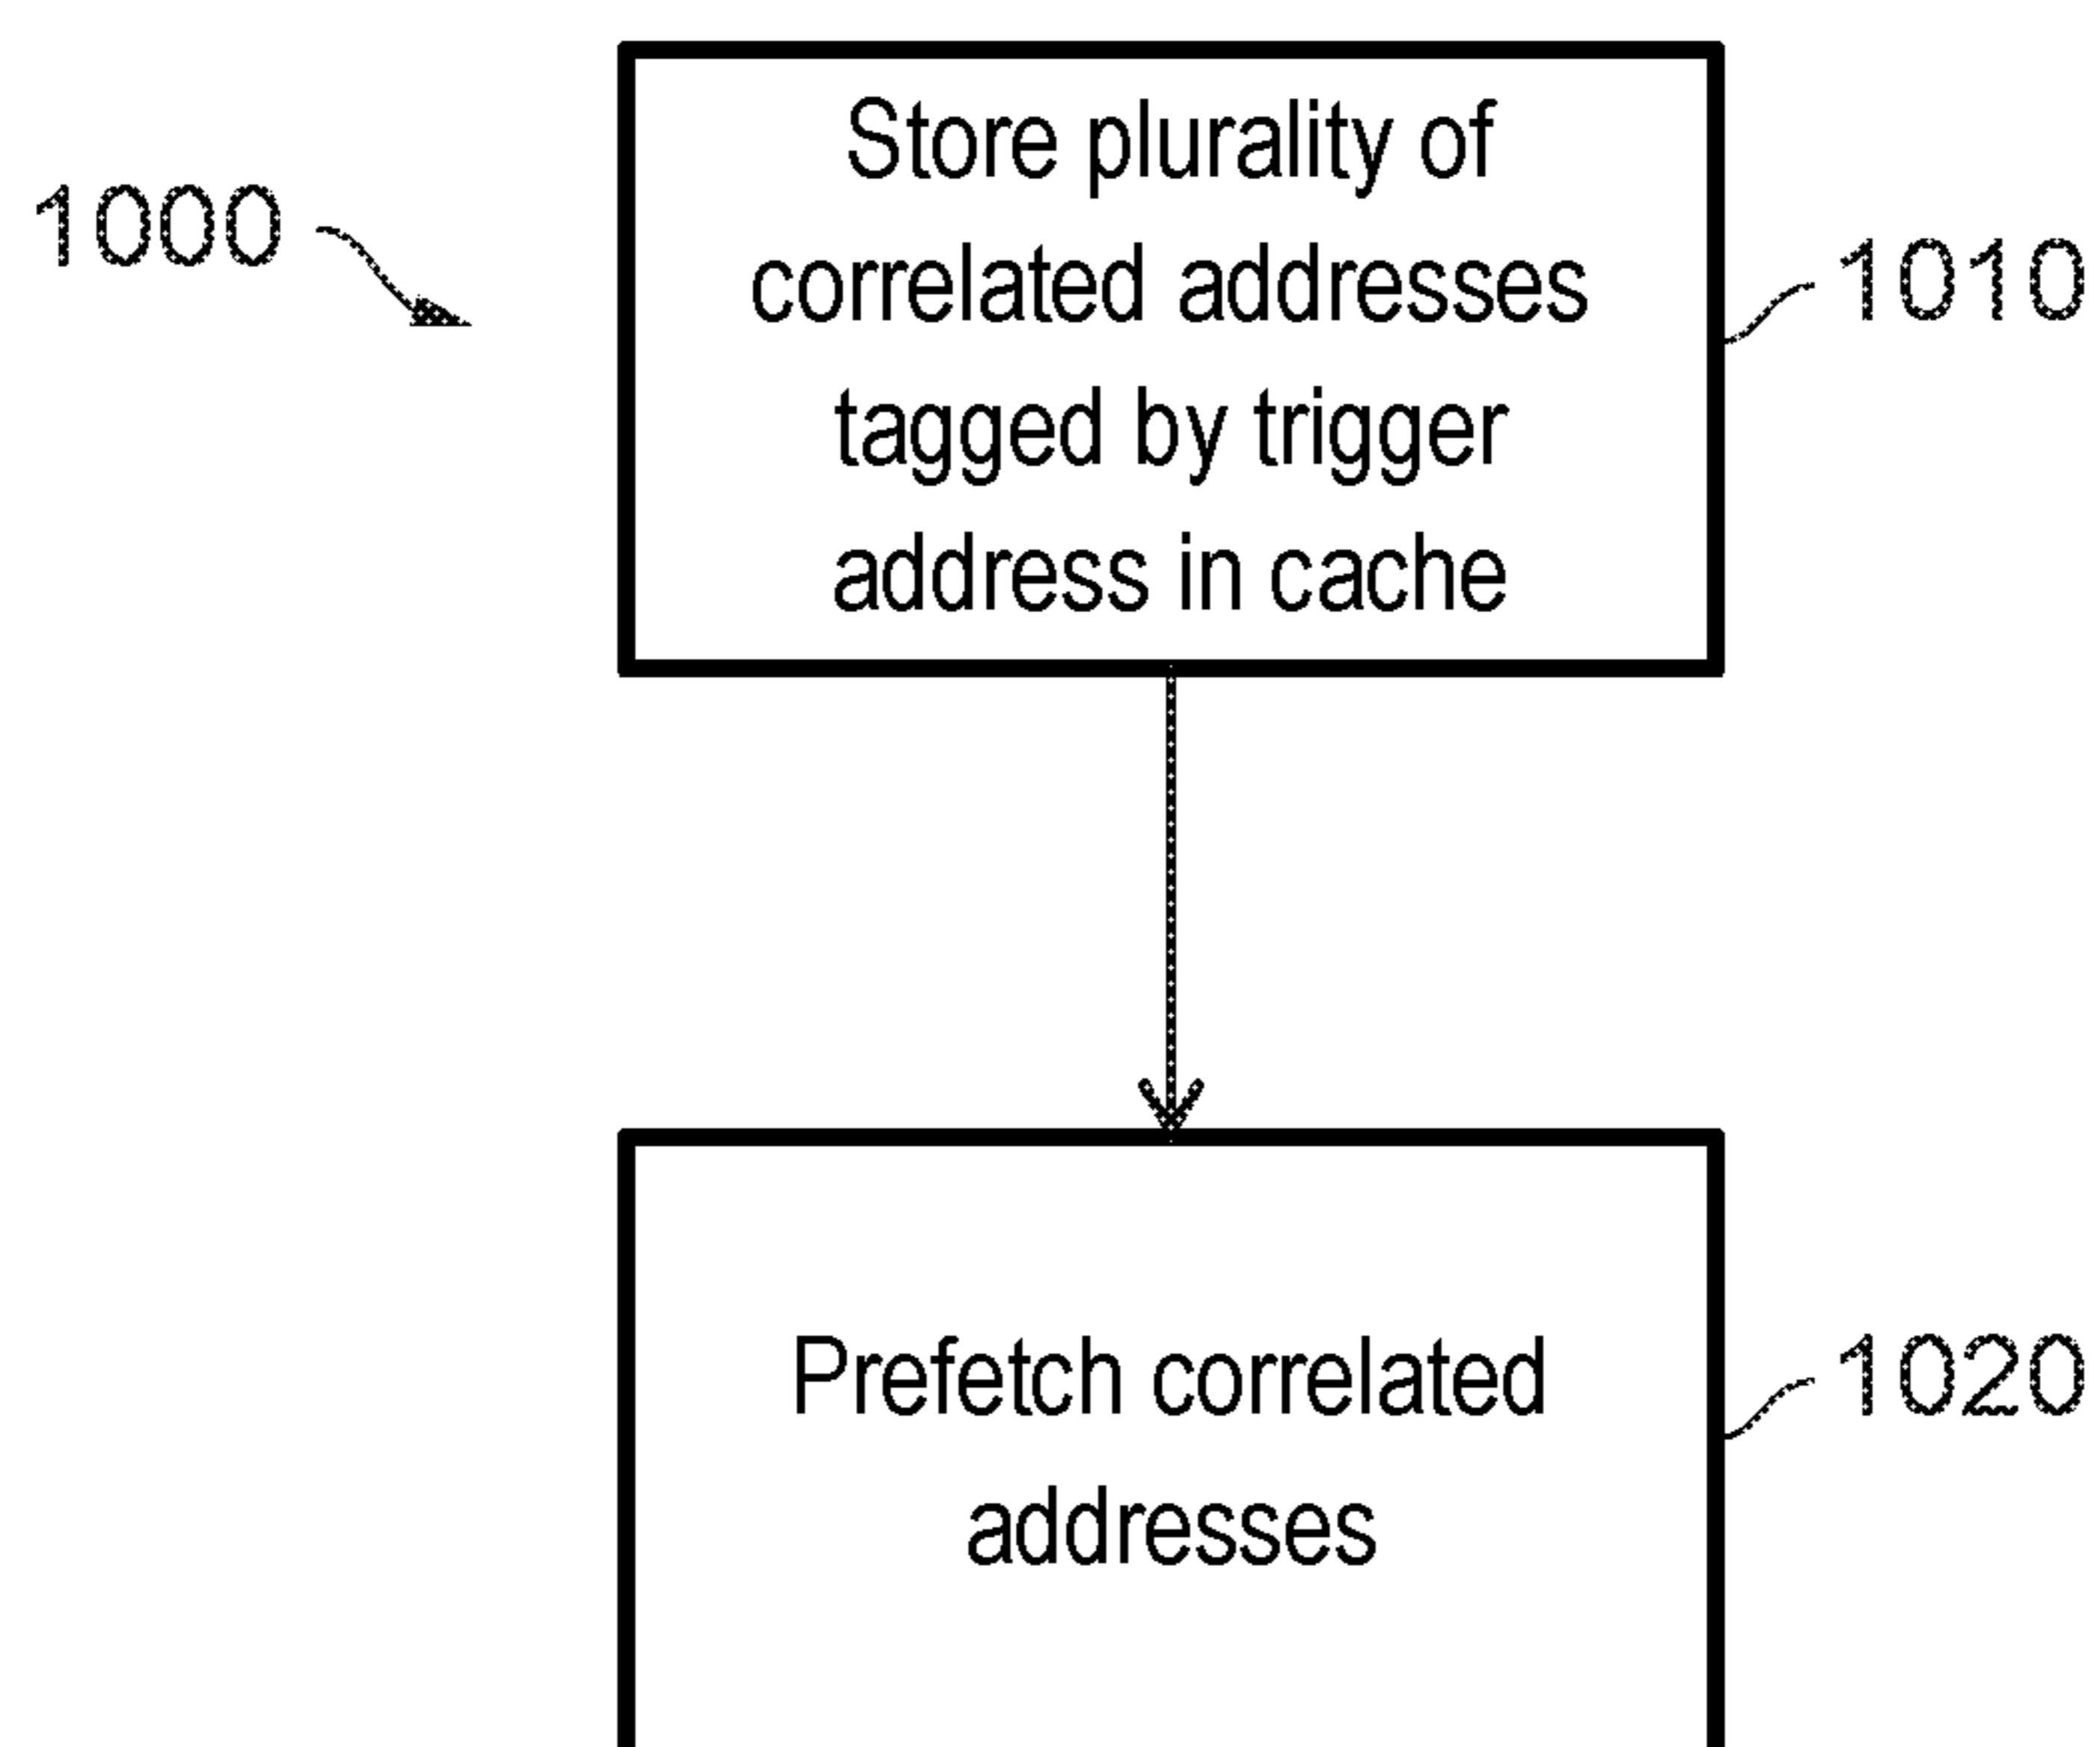 1000
Store plurality of
correlated addresses
tagged by trigger
address in cache
1010
Prefetch correlated
addresses
1020